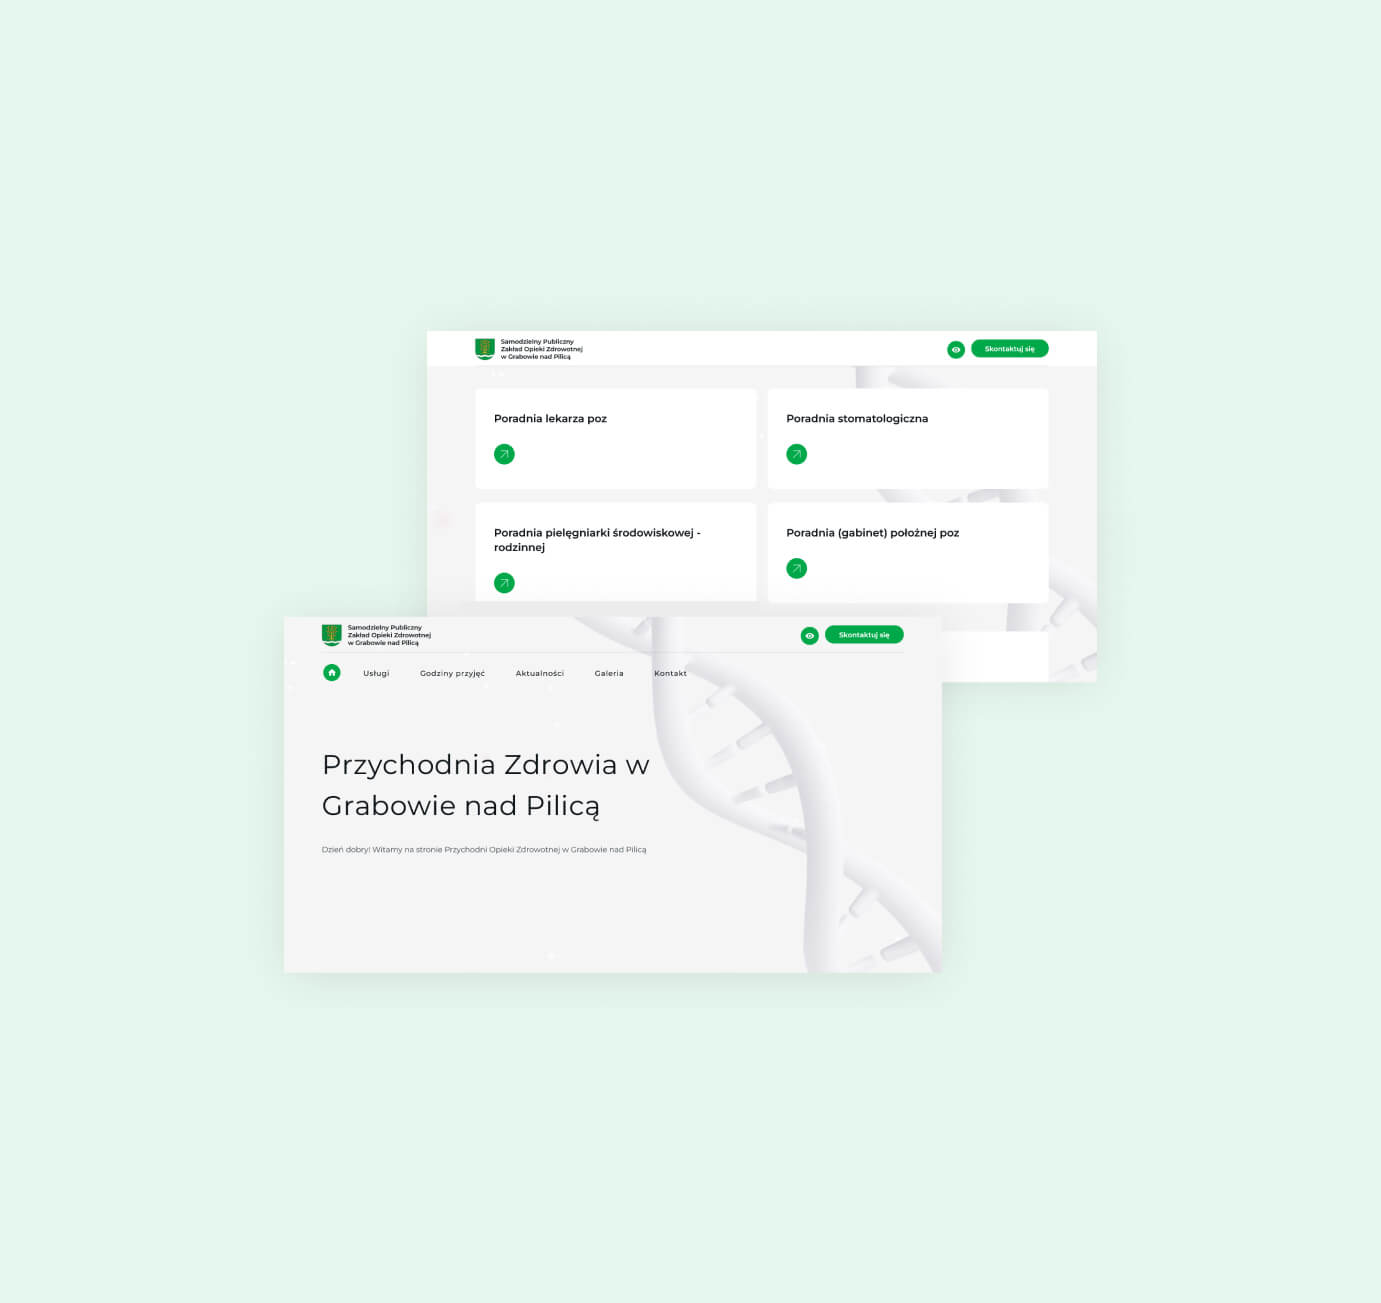 Samodzielny Publiczny
Zakład Opieki Zdrowotnej
w Grabowie nad Pilicą
Skontaktuj się
Poradnia lekarza poz
Poradnia stomatologiczna
Poradnia pielęgniarki środowiskowej -
rodzinnej
Poradnia (gabinet) położnej poz
Samodzielny Publiczny
Zakład Opieki Zdrowotnej
w Grabowie nad Pilicą
Skontaktuj się
Usługi
Godziny przyjęć
Aktualności
Galeria
Kontakt
Przychodnia Zdrowia w
Grabowie nad Pilicą
Dzień dobry! Witamy na stronie Przychodni Opieki Zdrowotnej w Grabowie nad Pilicą